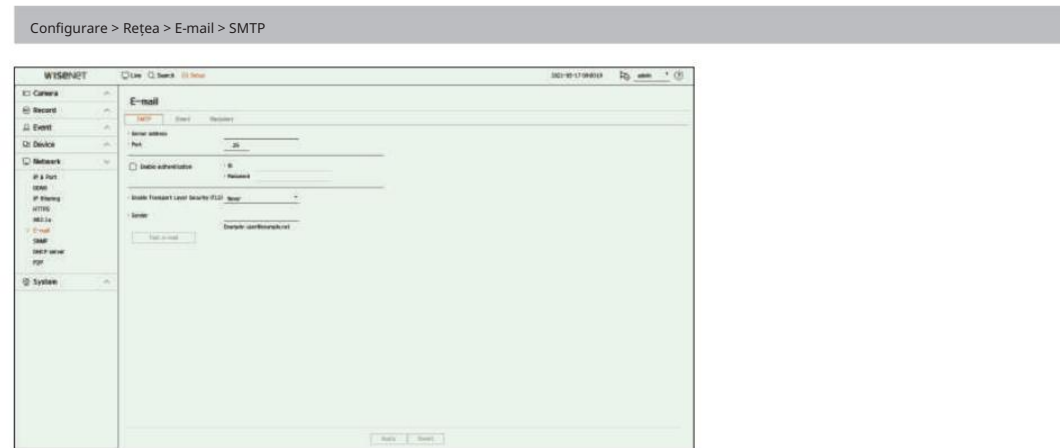 Configurare > Rețea > E-mail > SMTP
WISENET Live Search Setup admin
Camera
Record
Event
Device
Network
IP & Port
DDNS
IP filtering
HTTPS
802.1x
E-mail
SNMP
DHCP server
P2P
System
E-mail
SMTP Event Recipient
Server address
Port 25
Enable authentication ID
Password
Enable Transport Layer Security (TLS) Never
Sender
Example: user@example.net
Test e-mail
Apply Revert